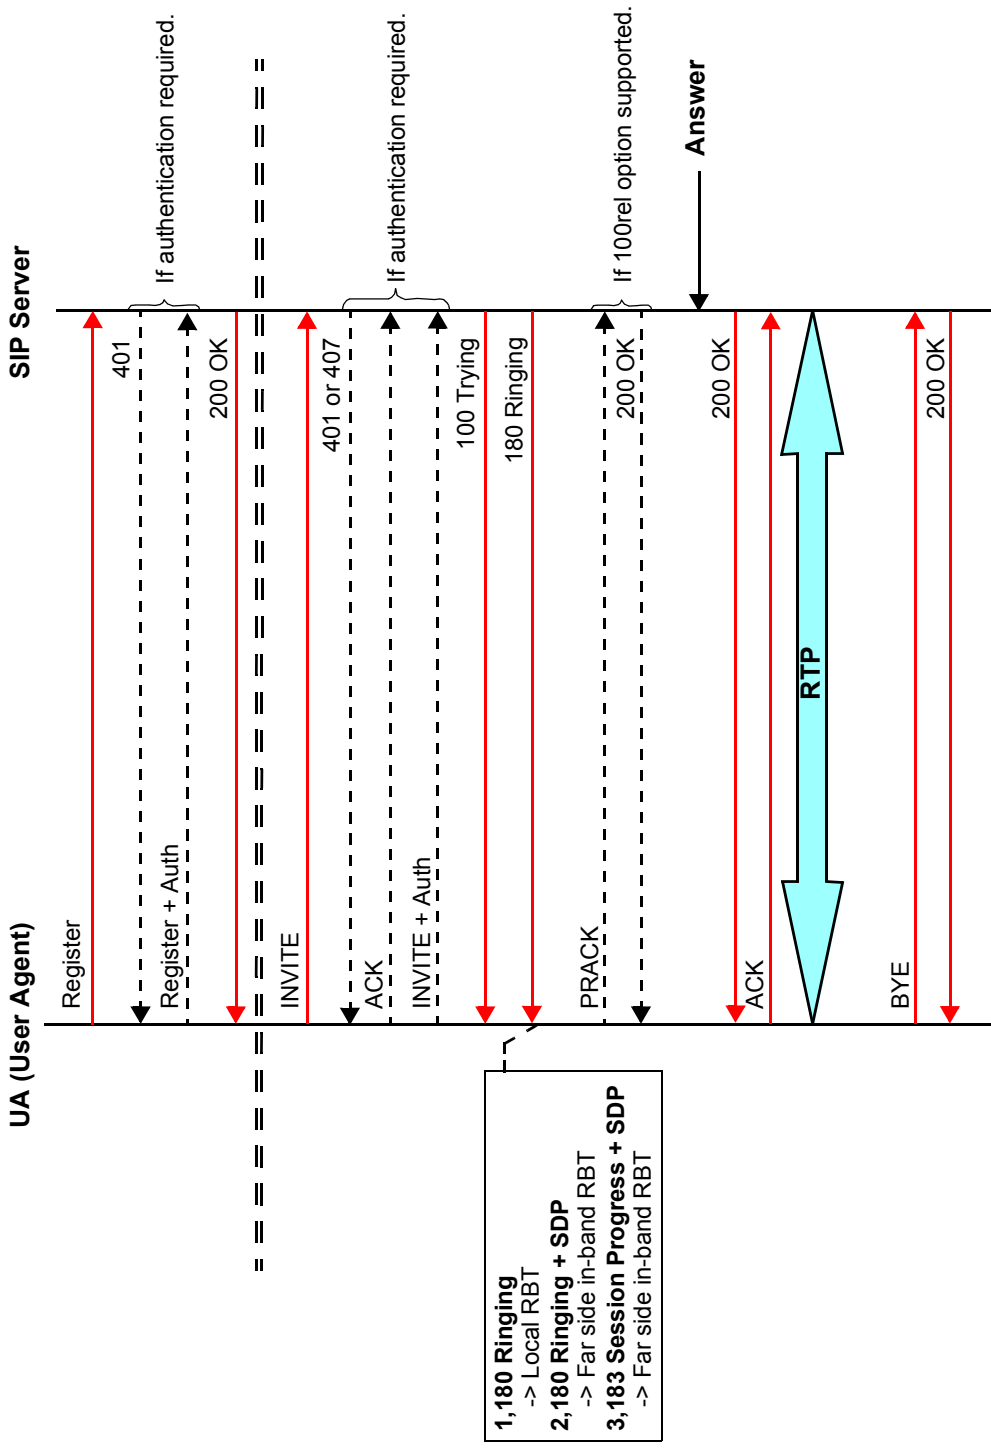 UA (User Agent)
SIP Server
Register
401
If authentication required.
Register + Auth
200 OK
INVITE
401 or 407
If authentication required.
ACK
INVITE + Auth
100 Trying
180 Ringing
1,180 Ringing
-> Local RBT
2,180 Ringing + SDP
-> Far side in-band RBT
3,183 Session Progress + SDP
-> Far side in-band RBT
PRACK
200 OK
If 100rel option supported.
Answer
200 OK
ACK
RTP
BYE
200 OK